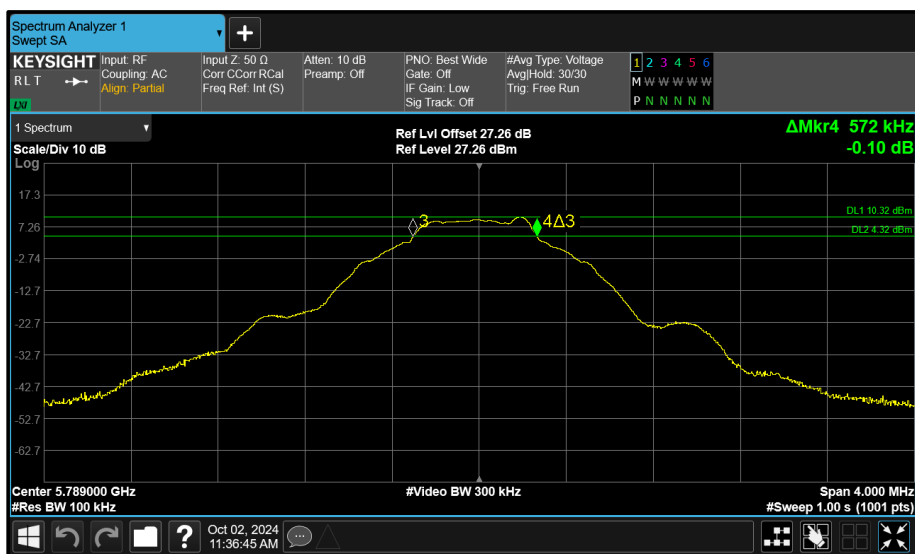 Spectrum Analyzer 1
Swept SA
+
KEYSIGHT
R L T
LXI
Input: RF
Coupling: AC
Align: Partial
Input Z: 50 Ω
Corr CCorr RCal
Freq Ref: Int (S)
Atten: 10 dB
Preamp: Off
PNO: Best Wide
Gate: Off
IF Gain: Low
Sig Track: Off
#Avg Type: Voltage
Avg|Hold: 30/30
Trig: Free Run
1 2 3 4 5 6
M W W W W W
P N N N N N
1 Spectrum
Scale/Div 10 dB
Ref Lvl Offset 27.26 dB
Ref Level 27.26 dBm
ΔMkr4 572 kHz
-0.10 dB
Log
17.3
7.26
-2.74
-12.7
-22.7
-32.7
-42.7
-52.7
-62.7
3
4Δ3
DL1 10.32 dBm
DL2 4.32 dBm
Center 5.789000 GHz
#Res BW 100 kHz
#Video BW 300 kHz
Span 4.000 MHz
#Sweep 1.00 s (1001 pts)
?
Oct 02, 2024
11:36:45 AM